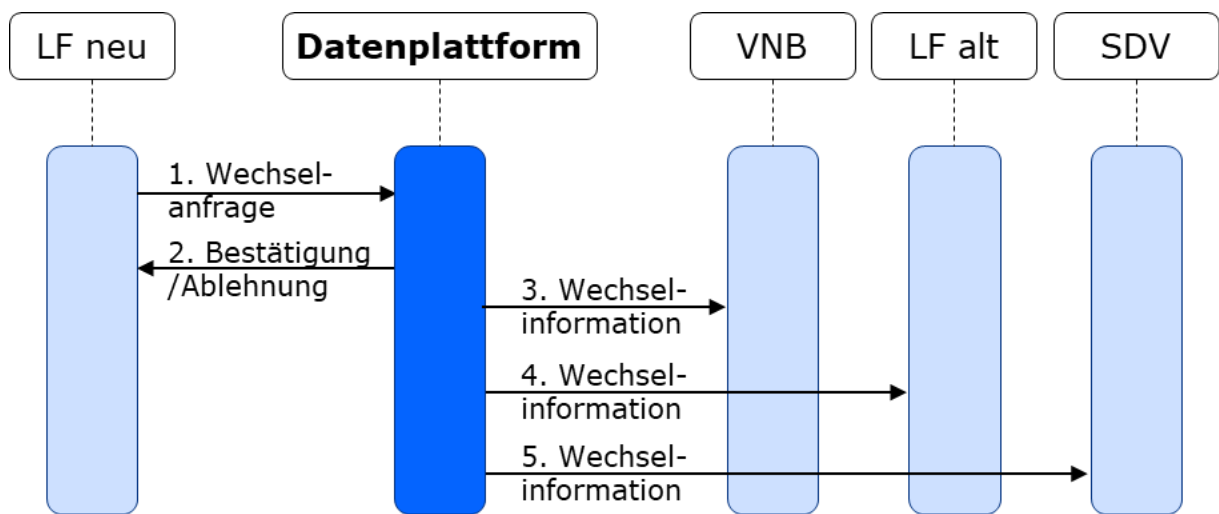 LF neu
Datenplattform
VNB
LF alt
SDV
1. Wechsel-
anfrage
2. Bestätigung
/Ablehnung
3. Wechsel-
information
4. Wechsel-
information
5. Wechsel-
information